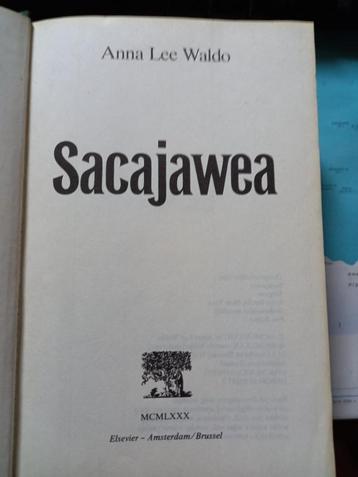 Anna Lee Waldo
Sacajawea
MCMLXXX
Elsevier – Amsterdam/Brussel